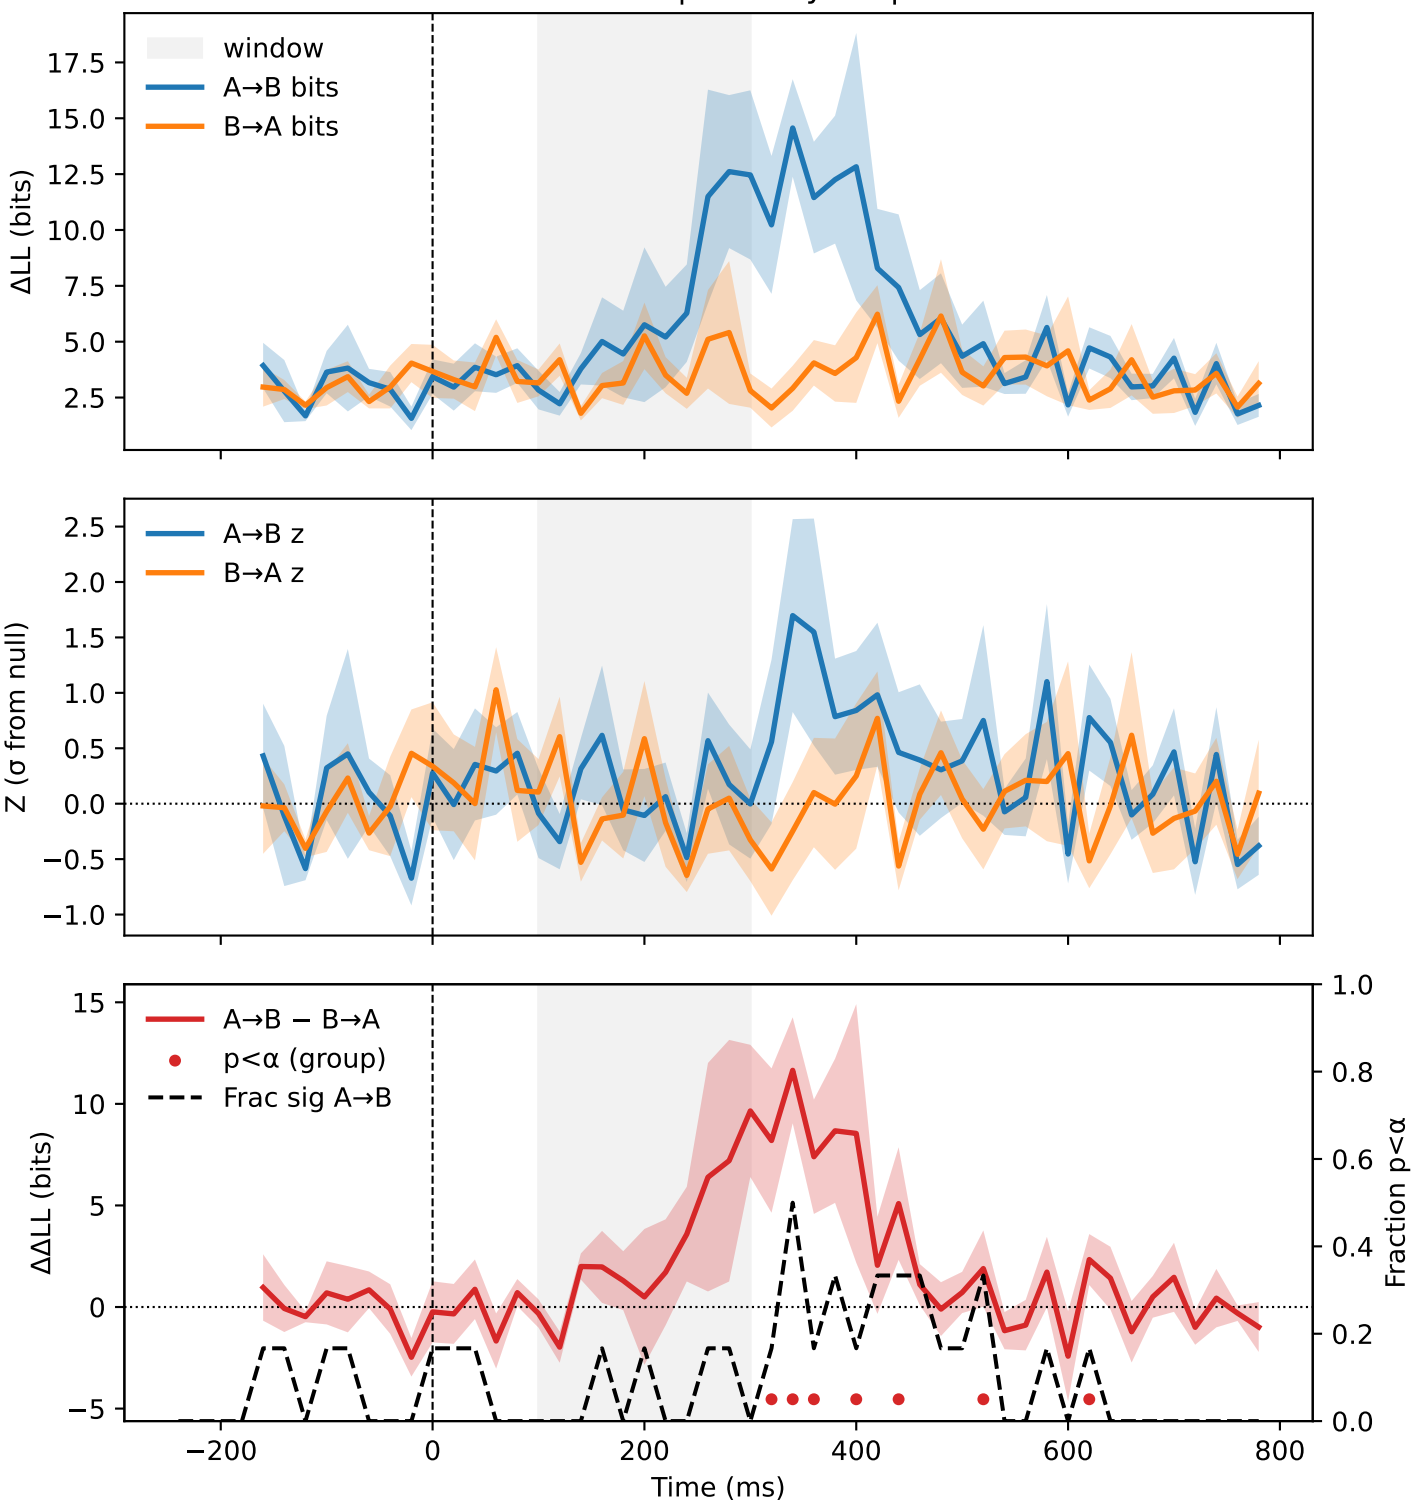 window
A→B bits
B→A bits
ΔLL (bits)
17.5
15.0
12.5
10.0
7.5
5.0
2.5
A→B z
B→A z
Z (σ from null)
2.5
2.0
1.5
1.0
0.5
0.0
−0.5
−1.0
A→B − B→A
p<α (group)
Frac sig A→B
ΔΔLL (bits)
15
10
5
0
−5
1.0
0.8
0.6
0.4
0.2
0.0
Fraction p<α
−200
0
200
400
600
800
Time (ms)